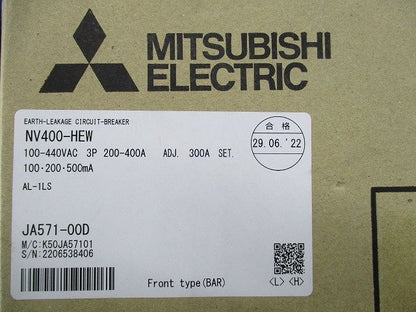 MITSUBISHI
ELECTRIC
EARTH-LEAKAGE CIRCUIT-BREAKER
NV400-HEW
100-440VAC 3P 200-400A ADJ. 300A SET.
100·200·500mA
AL-1LS
合格
29.06.'22
JA571-00D
M/C:K50JA57101
S/N:2206538406
Front type(BAR)
<L> <H>